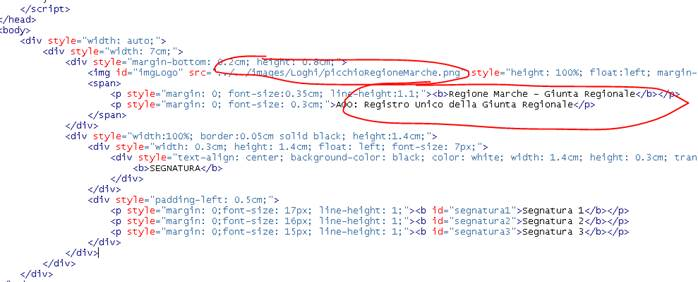 </script>
</head>
<body>
<div style="width: auto;">
<div style="width: 7cm;">
<div style="margin-bottom: 0.2cm; height: 0.8cm;">
<img id="imgLogo" src="../../images/Loghi/picchioRegioneMarche.png" style="height: 100%; float:left; margin-
<span>
<p style="margin: 0; font-size:0.35cm; line-height:1.1;"><b>Regione Marche - Giunta Regionale</b></p>
<p style="margin: 0; font-size: 0.3cm;">AOO: Registro Unico della Giunta Regionale</p>
</span>
</div>
<div style="width:100%; border:0.05cm solid black; height:1.4cm;">
<div style="width: 0.3cm; height: 1.4cm; float: left; font-size: 7px;">
<div style="text-align: center; background-color: black; color: white; width: 1.4cm; height: 0.3cm; tran
<b>SEGNATURA</b>
</div>
</div>
<div style="padding-left: 0.5cm;">
<p style="margin: 0;font-size: 17px; line-height: 1;"><b id="segnatura1">Segnatura 1</b></p>
<p style="margin: 0;font-size: 16px; line-height: 1;"><b id="segnatura2">Segnatura 2</b></p>
<p style="margin: 0;font-size: 15px; line-height: 1;"><b id="segnatura3">Segnatura 3</b></p>
</div>
</div>
</div>
</div>